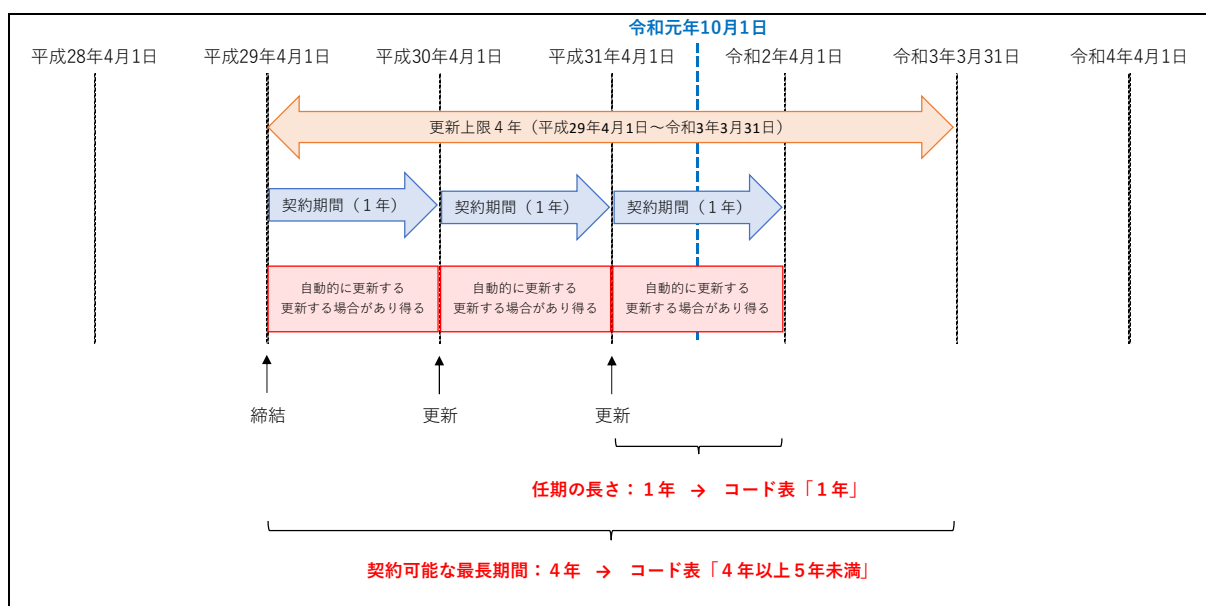 令和元年10月1日
平成28年4月1日
平成29年4月1日
平成30年4月1日
平成31年4月1日
令和2年4月1日
令和3年3月31日
令和4年4月1日
更新上限４年（平成29年4月1日～令和3年3月31日）
契約期間（１年）
契約期間（１年）
契約期間（１年）
自動的に更新する
更新する場合があり得る
自動的に更新する
更新する場合があり得る
自動的に更新する
更新する場合があり得る
締結
更新
更新
任期の長さ：１年 → コード表「１年」
契約可能な最長期間：４年 → コード表「４年以上５年未満」